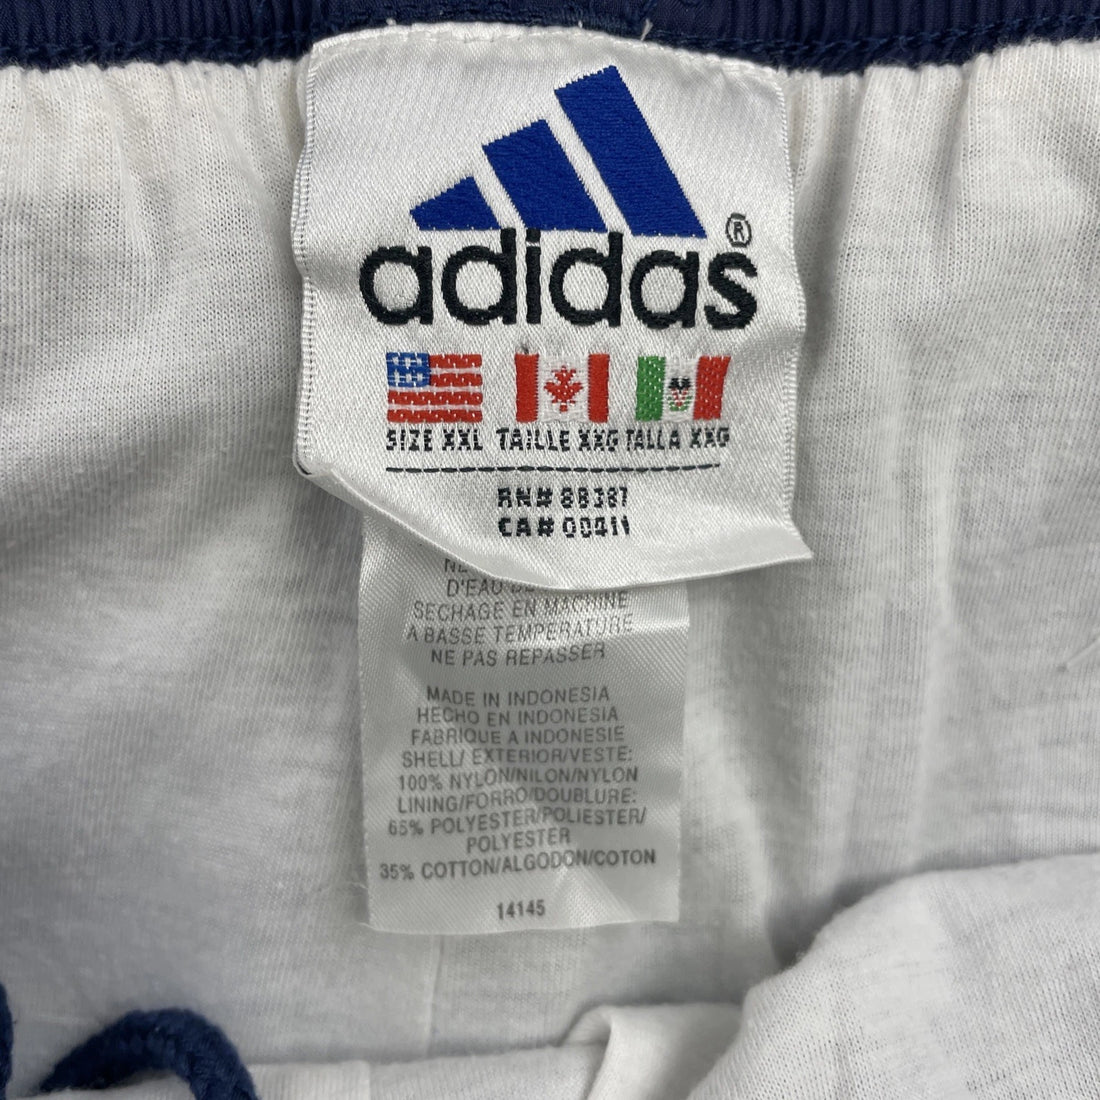 adidas®
SIZE XXL TAILLE XXG TALLA XXG
RN# 88387
CA# 00411
D'EAU
SECHAGE EN MACHINE
A BASSE TEMPERATURE
NE PAS REPASSER
MADE IN INDONESIA
HECHO EN INDONESIA
FABRIQUE A INDONESIE
SHELL/ EXTERIOR/VESTE:
100% NYLON/NILON/NYLON
LINING/FORRO/DOUBLURE:
65% POLYESTER/POLIESTER/
POLYESTER
35% COTTON/ALGODON/COTON
14145